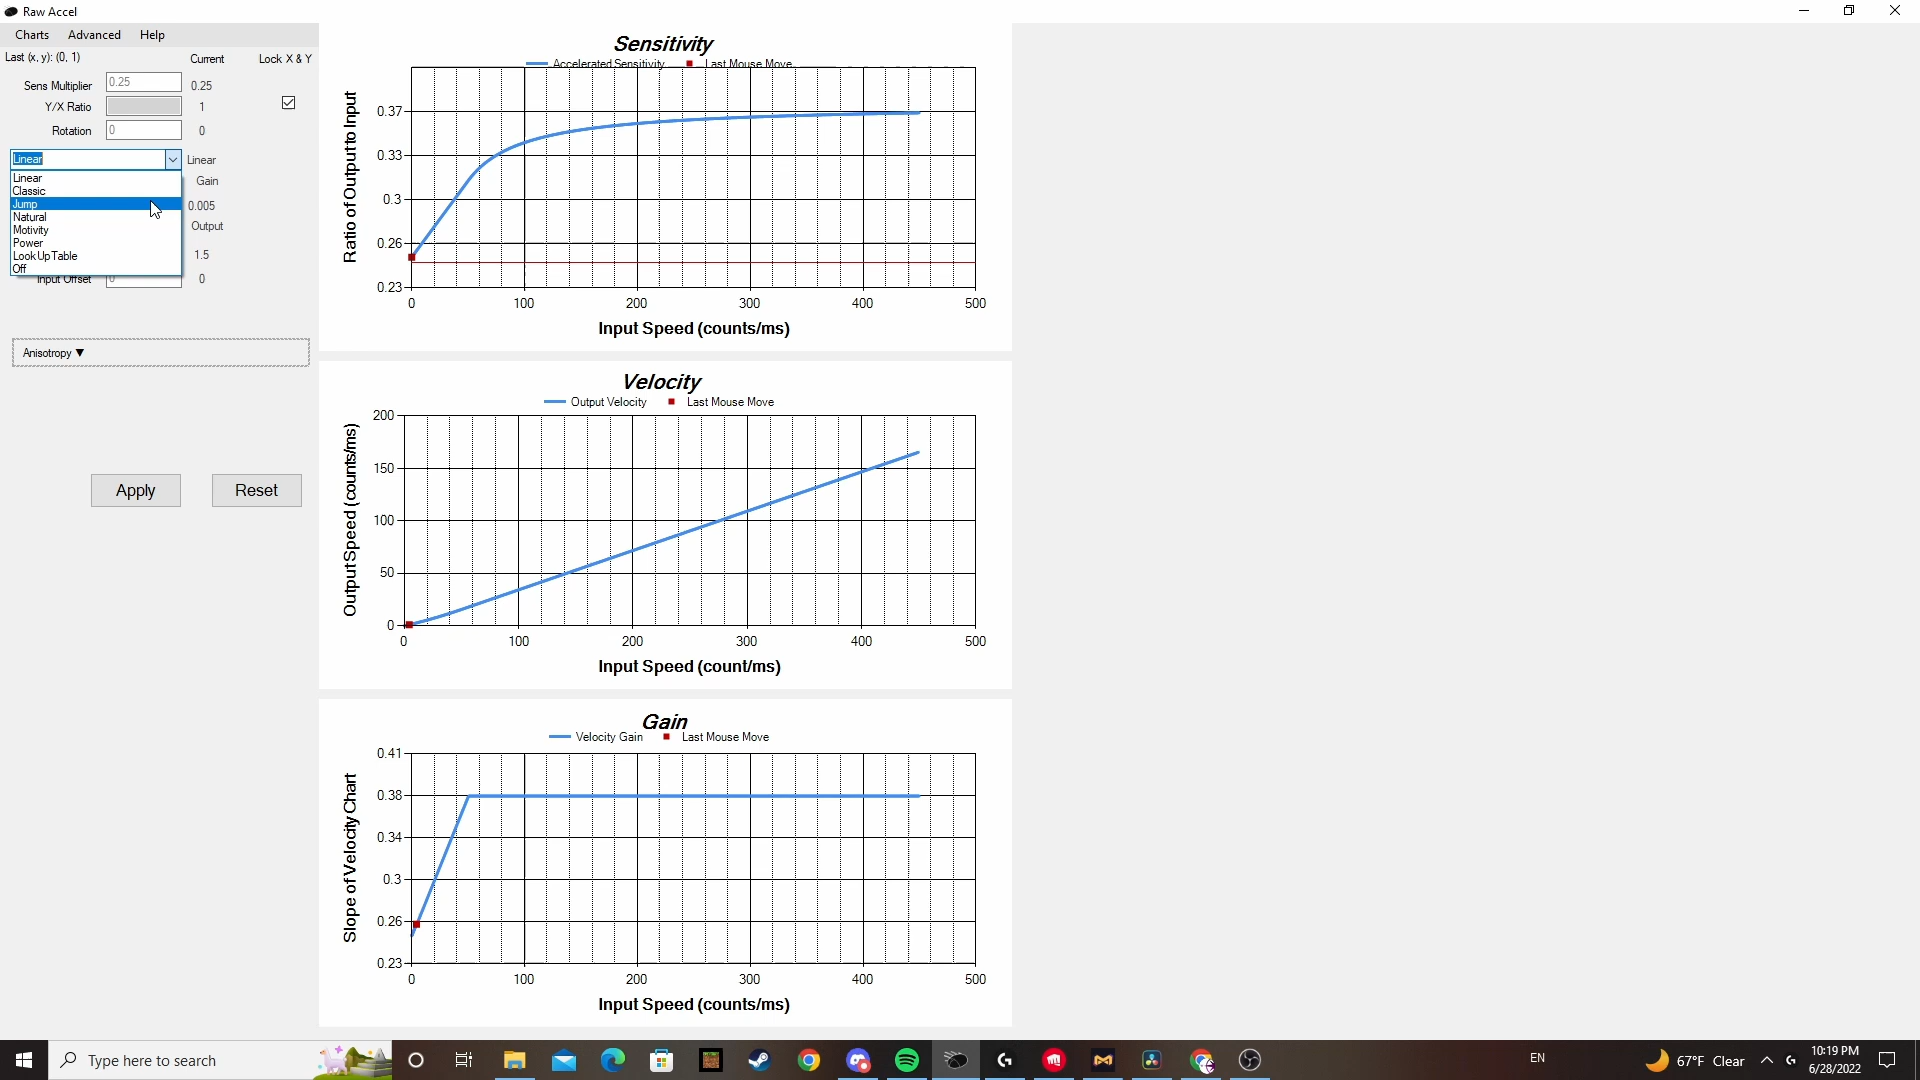 Raw Accel
Charts Advanced Help
Last (x, y): (0, 1)
Current
Lock X & Y
Sens Multiplier 0.25 0.25
Y/X Ratio 1
Rotation 0 0
Linear Linear
Linear
Classic
Jump
Natural
Motivity
Power
LookUpTable
Off
Gain
0.005
Output
1.5
Input Offset 0 0
Anisotropy ▼
Apply Reset
Sensitivity
Accelerated Sensitivity Last Mouse Move
Ratio of Output to Input
0.37
0.33
0.3
0.26
0.23
0 100 200 300 400 500
Input Speed (counts/ms)
Velocity
Output Velocity Last Mouse Move
Output Speed (counts/ms)
200
150
100
50
0
0 100 200 300 400 500
Input Speed (count/ms)
Gain
Velocity Gain Last Mouse Move
Slope of Velocity Chart
0.41
0.38
0.34
0.3
0.26
0.23
0 100 200 300 400 500
Input Speed (counts/ms)
Type here to search
EN
67°F Clear
10:19 PM
6/28/2022